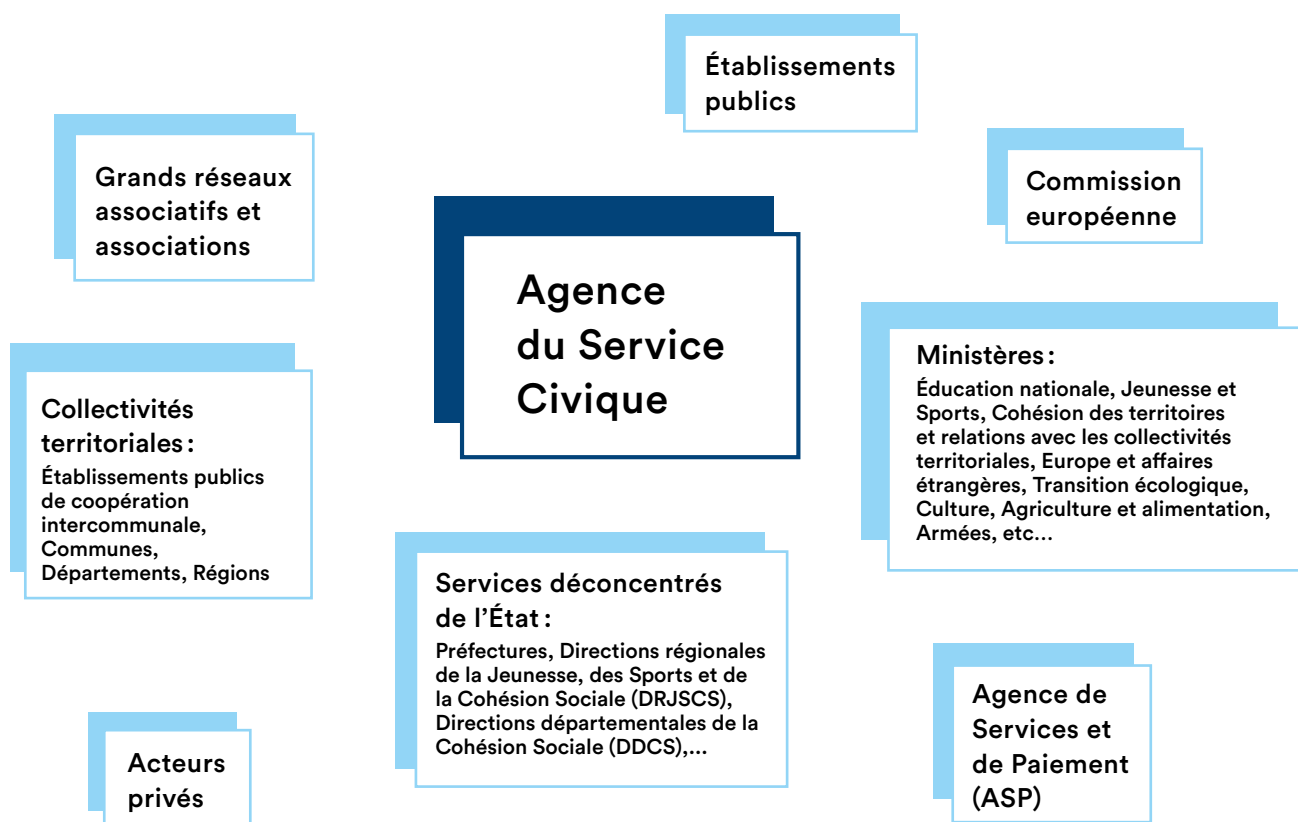 Établissements
publics
Grands réseaux
associatifs et
associations
Commission
européenne
Agence
du Service
Civique
Ministères :
Éducation nationale, Jeunesse et
Sports, Cohésion des territoires
et relations avec les collectivités
territoriales, Europe et affaires
étrangères, Transition écologique,
Culture, Agriculture et alimentation,
Armées, etc...
Collectivités
territoriales :
Établissements publics
de coopération
intercommunale,
Communes,
Départements, Régions
Services déconcentrés
de l’État :
Préfectures, Directions régionales
de la Jeunesse, des Sports et de
la Cohésion Sociale (DRJSCS),
Directions départementales de la
Cohésion Sociale (DDCS),...
Agence de
Services et
de Paiement
(ASP)
Acteurs
privés